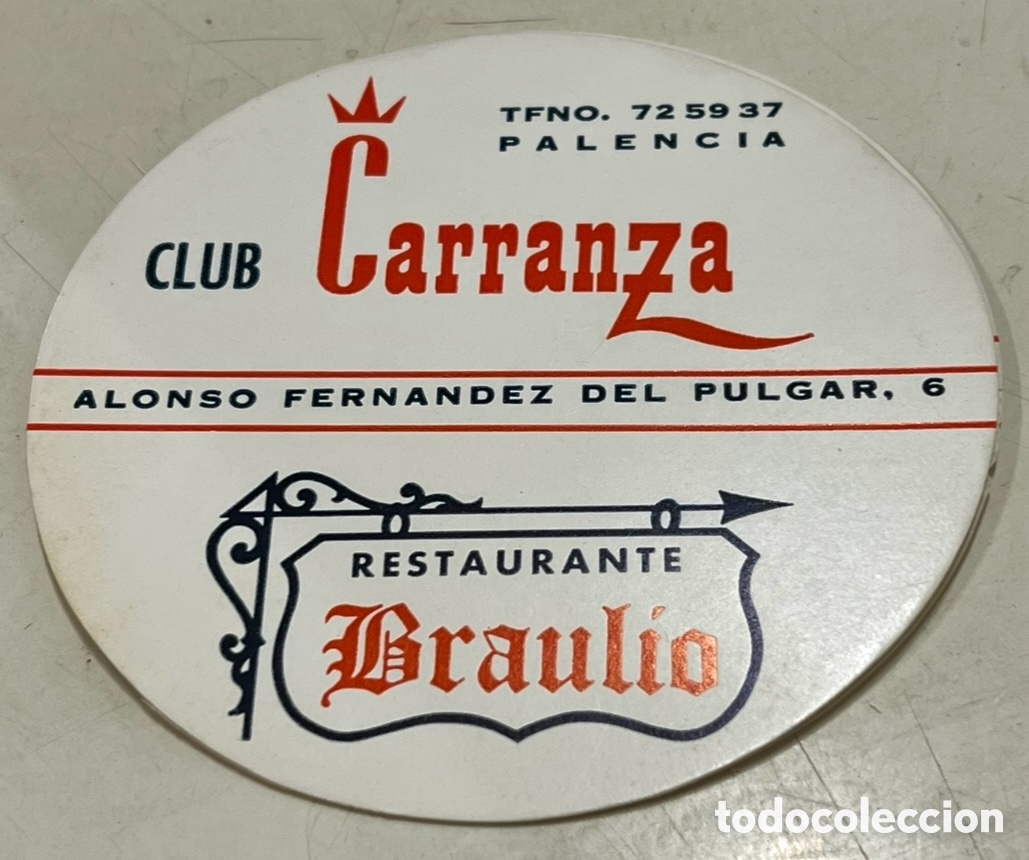 TFNO. 72 59 37
PALENCIA
CLUB Carranza
ALONSO FERNANDEZ DEL PULGAR, 6
RESTAURANTE
Braulio
todocoleccion